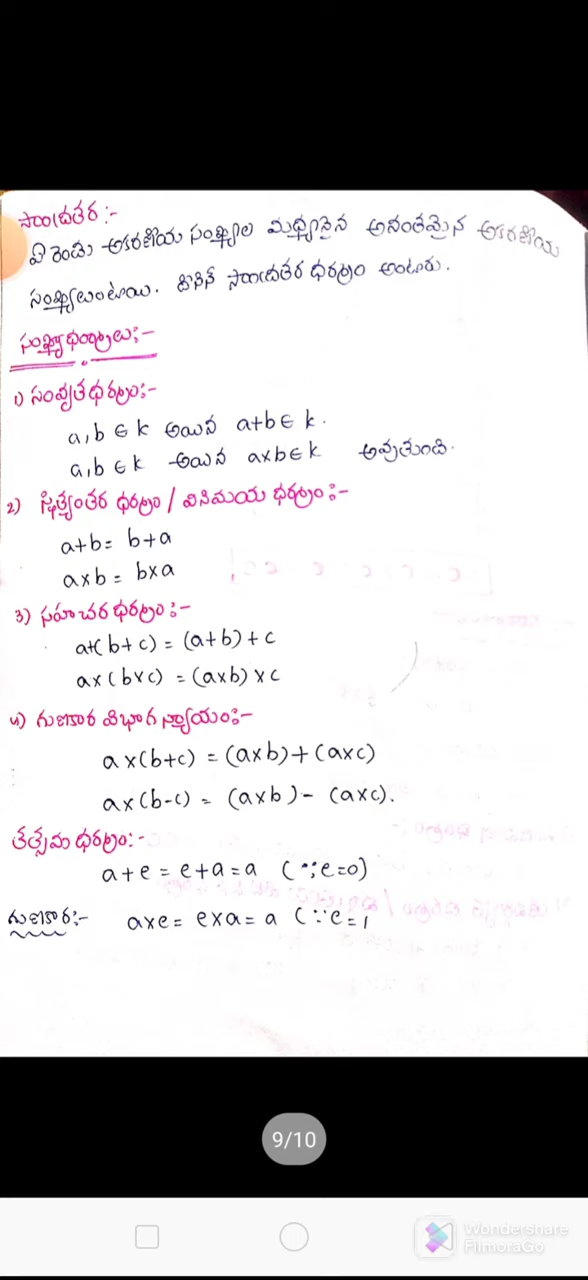 సాంద్రతర :-
ఏ రెండు అకరణీయ సంఖ్యల మధ్యనైన అనంతమైన అకరణీయ
సంఖ్యలుంటాయి. దీనినే సాంద్రతర ధర్మం అంటారు.
సంఖ్యాధర్మాలు:-
1) సంవృతధర్మం:-
a,b ∈ k అయిన a+b ∈ k.
a,b ∈ k అయిన a×b ∈ k అవుతుంది.
2) స్థిత్యంతర ధర్మం / వినిమయ ధర్మం:-
a+b = b+a
a×b = b×a
3) సహచర ధర్మం:-
a+(b+c) = (a+b)+c
a×(b×c) = (a×b)×c
4) గుణకార విభాగ న్యాయం:-
a×(b+c) = (a×b)+(a×c)
a×(b-c) = (a×b)-(a×c).
తత్సమ ధర్మం:-
a+e = e+a = a (∵e=0)
గుణకార:- a×e = e×a = a (∵e=1
9/10
Wondershare
FilmoraGo